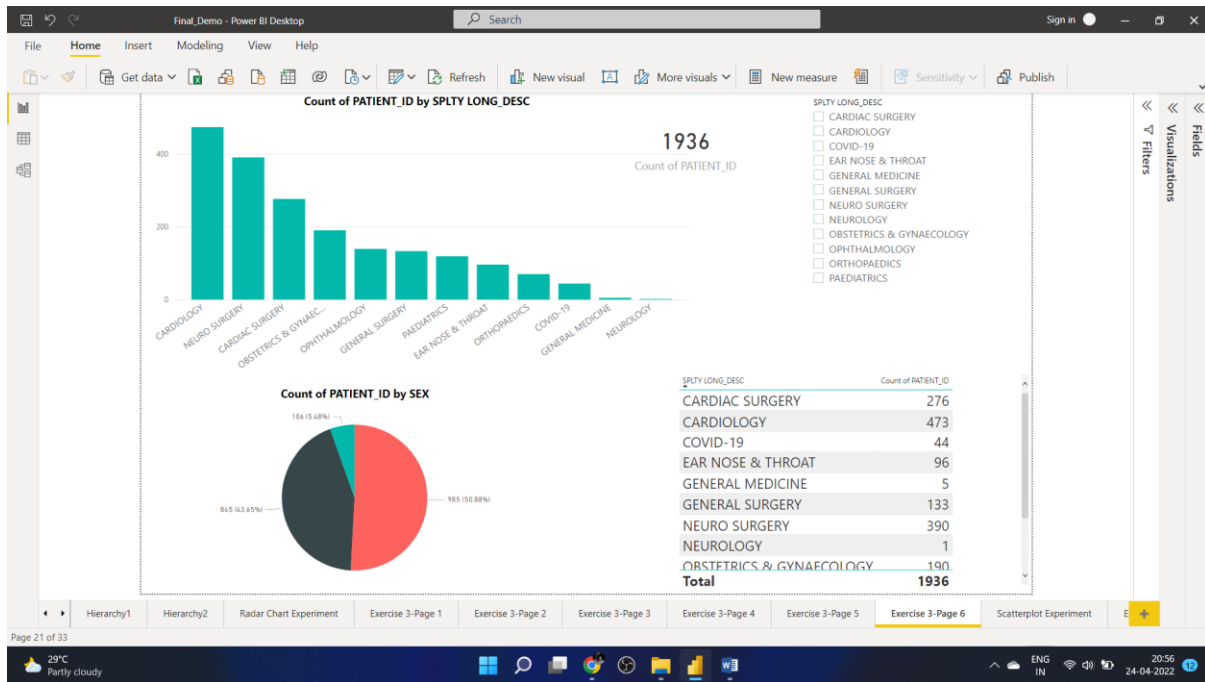 Final_Demo - Power BI Desktop
Search
Sign in
File Home Insert Modeling View Help
Get data Refresh New visual More visuals New measure Sensitivity Publish
Count of PATIENT_ID by SPLTY LONG_DESC
400
200
0
CARDIOLOGY
NEURO SURGERY
CARDIAC SURGERY
OBSTETRICS & GYNAEC...
OPHTHALMOLOGY
GENERAL SURGERY
PAEDIATRICS
EAR NOSE & THROAT
ORTHOPAEDICS
COVID-19
GENERAL MEDICINE
NEUROLOGY
1936
Count of PATIENT_ID
SPLTY LONG_DESC
CARDIAC SURGERY
CARDIOLOGY
COVID-19
EAR NOSE & THROAT
GENERAL MEDICINE
GENERAL SURGERY
NEURO SURGERY
NEUROLOGY
OBSTETRICS & GYNAECOLOGY
OPHTHALMOLOGY
ORTHOPAEDICS
PAEDIATRICS
Filters
Visualizations
Fields
Count of PATIENT_ID by SEX
106 (5.48%)
845 (43.65%)
985 (50.88%)
SPLTY LONG_DESC Count of PATIENT_ID
CARDIAC SURGERY 276
CARDIOLOGY 473
COVID-19 44
EAR NOSE & THROAT 96
GENERAL MEDICINE 5
GENERAL SURGERY 133
NEURO SURGERY 390
NEUROLOGY 1
OBSTETRICS & GYNAECOLOGY 190
Total 1936
Hierarchy1 Hierarchy2 Radar Chart Experiment Exercise 3-Page 1 Exercise 3-Page 2 Exercise 3-Page 3 Exercise 3-Page 4 Exercise 3-Page 5 Exercise 3-Page 6 Scatterplot Experiment E
Page 21 of 33
29°C
Partly cloudy
ENG
IN
20:56
24-04-2022
12